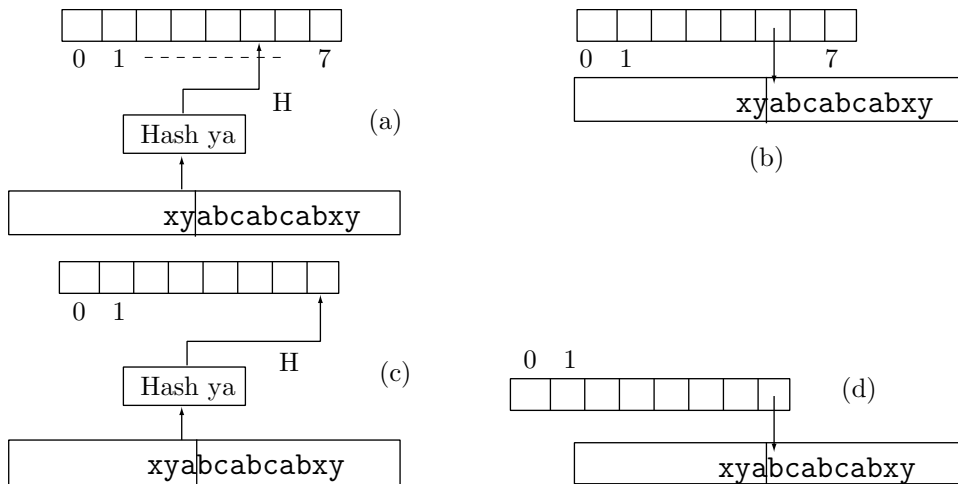 0 1 7
H
Hash ya
(a)
xyabcabcabxy
0 1 7
xyabcabcabxy
(b)
0 1
H
Hash ya
(c)
xyabcabcabxy
0 1
(d)
xyabcabcabxy